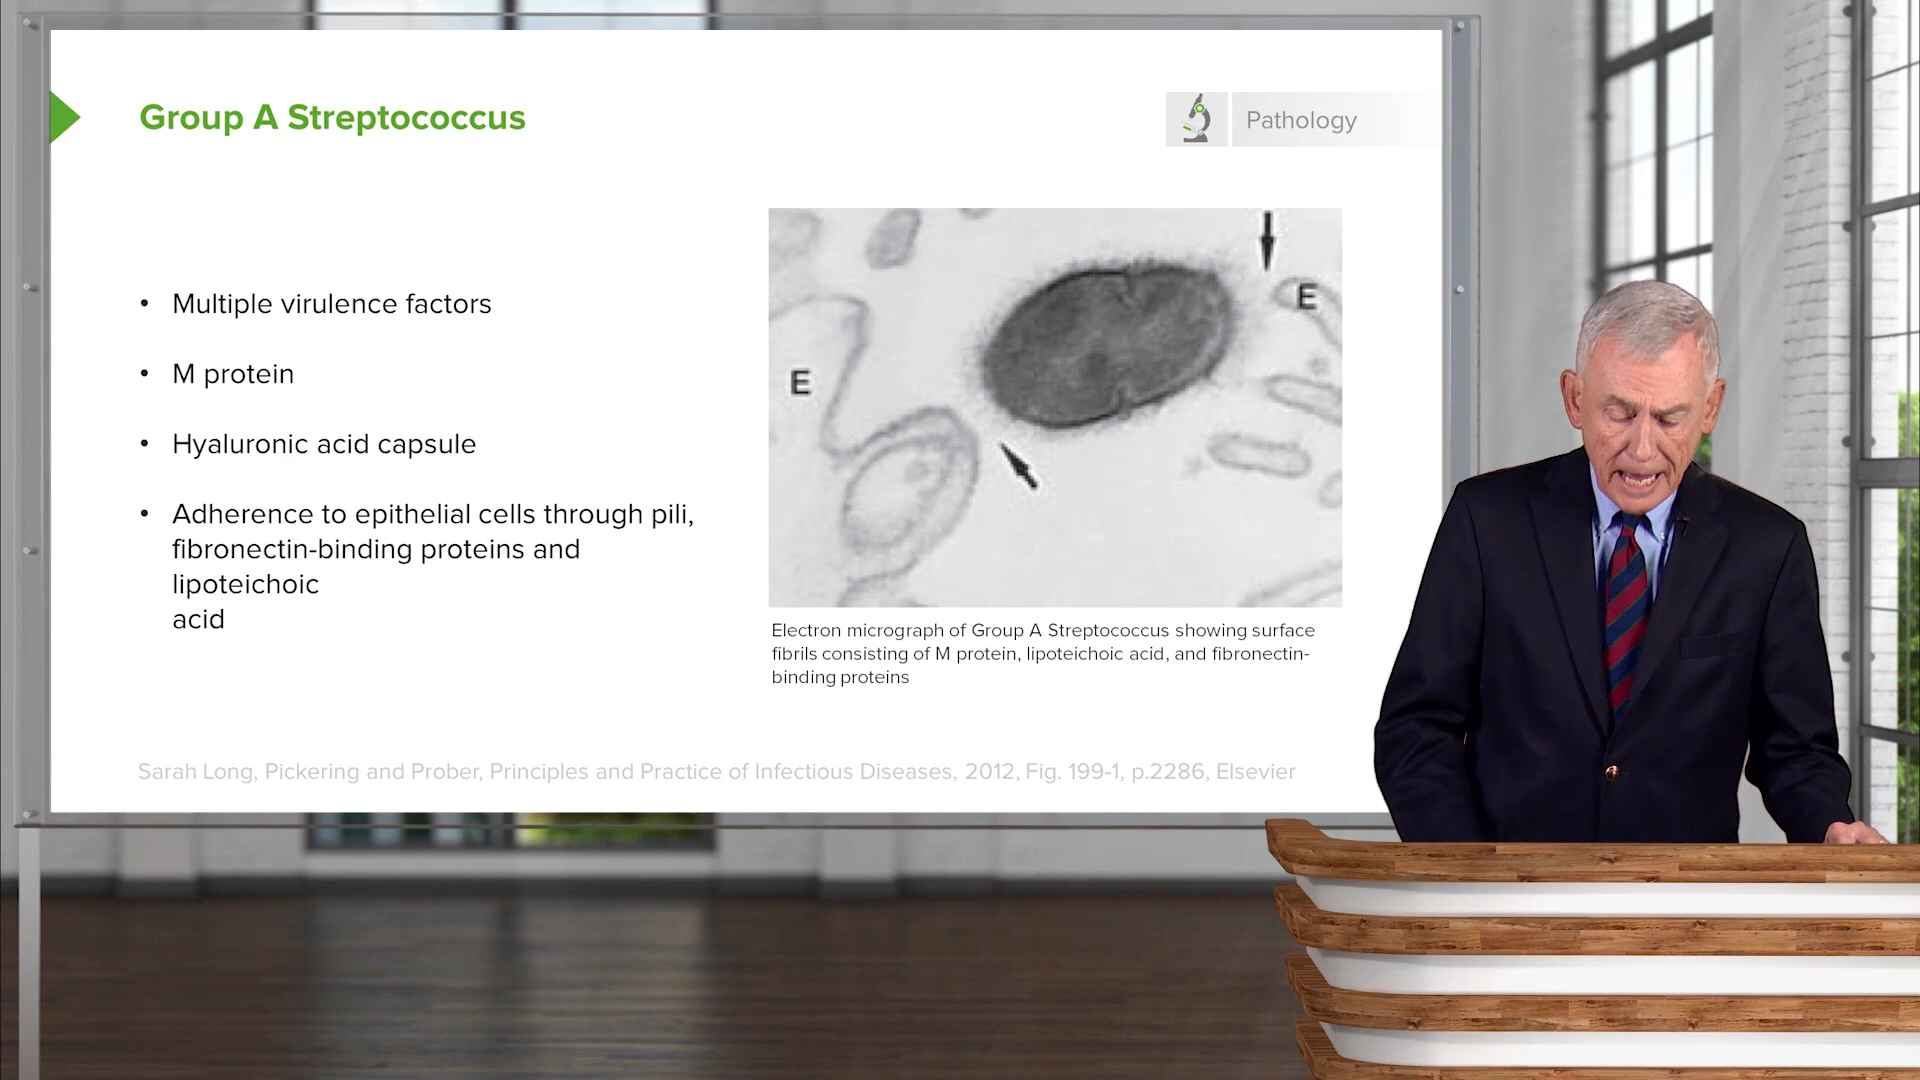 Group A Streptococcus
Pathology
• Multiple virulence factors
• M protein
• Hyaluronic acid capsule
• Adherence to epithelial cells through pili,
fibronectin-binding proteins and
lipoteichoic
acid
E
E
Electron micrograph of Group A Streptococcus showing surface
fibrils consisting of M protein, lipoteichoic acid, and fibronectin-
binding proteins
Sarah Long, Pickering and Prober, Principles and Practice of Infectious Diseases, 2012, Fig. 199-1, p.2286, Elsevier